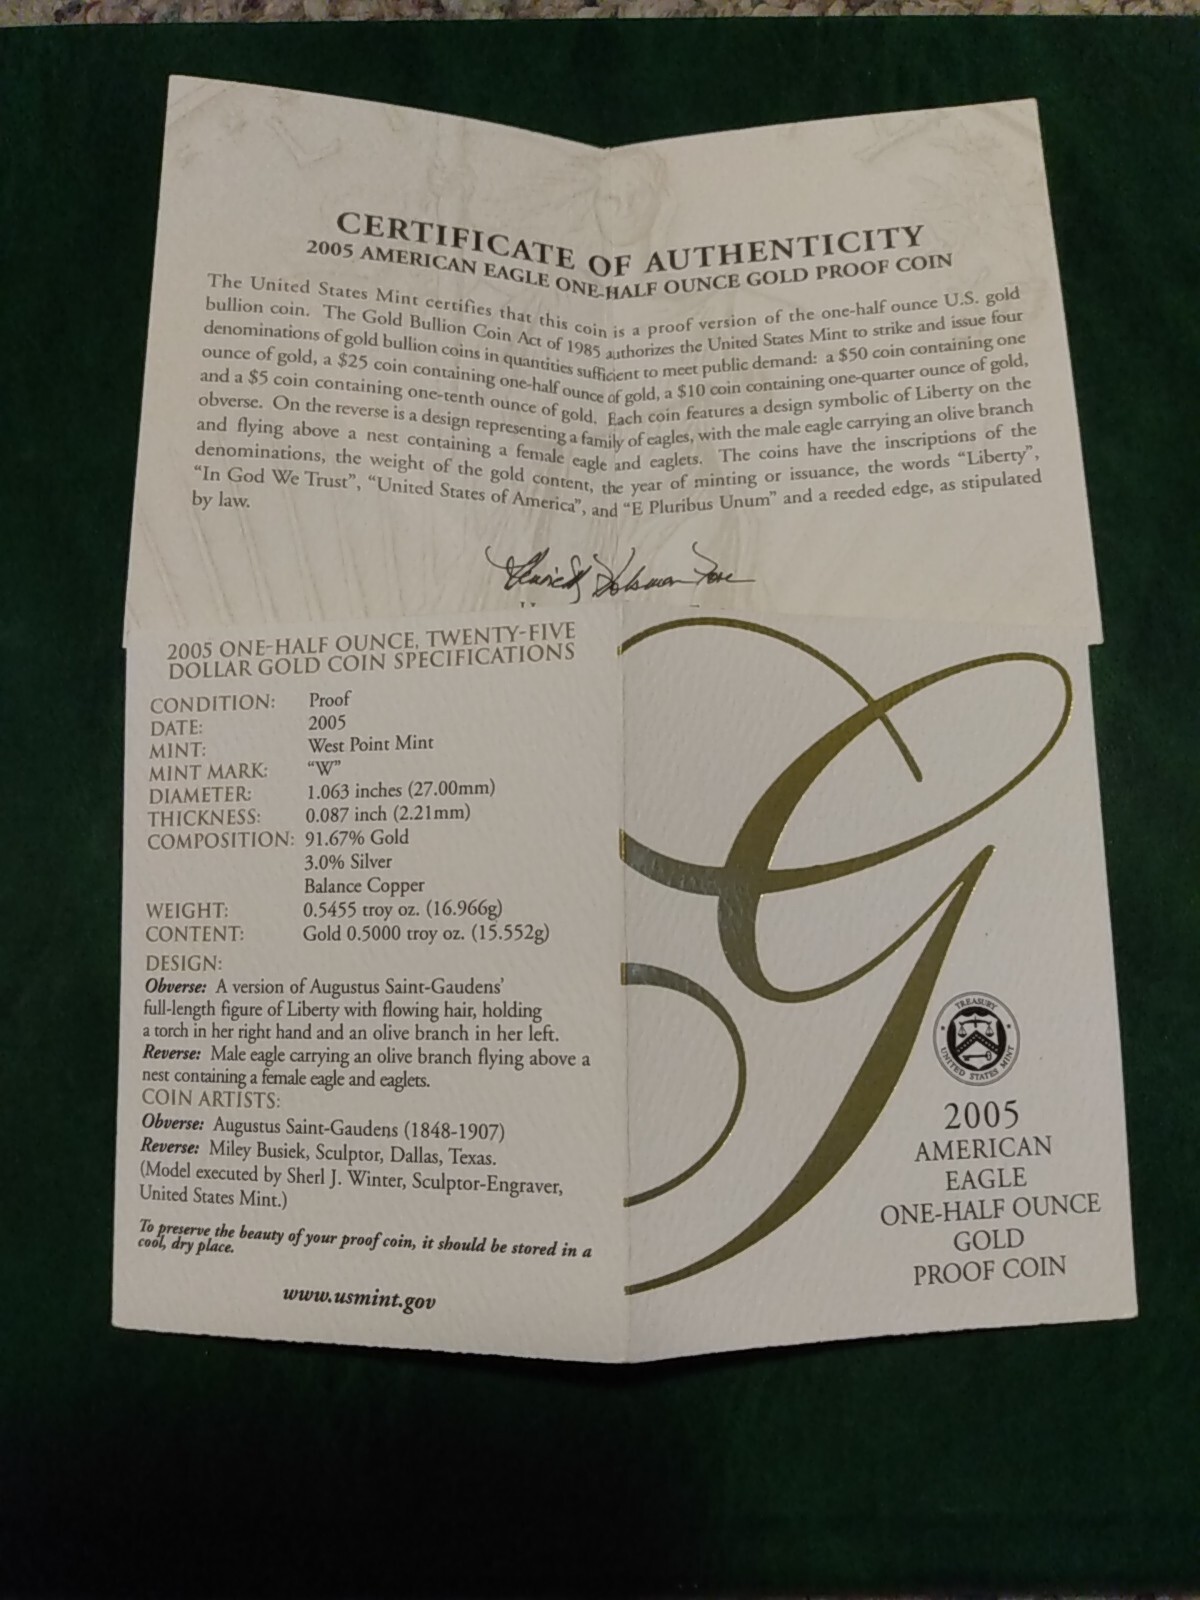 CERTIFICATE OF AUTHENTICITY
2005 AMERICAN EAGLE ONE-HALF OUNCE GOLD PROOF COIN
The United States Mint certifies that this coin is a proof version of the one-half ounce U.S. gold
bullion coin. The Gold Bullion Coin Act of 1985 authorizes the United States Mint to strike and issue four
denominations of gold bullion coins in quantities sufficient to meet public demand: a $50 coin containing one
ounce of gold, a $25 coin containing one-half ounce of gold, a $10 coin containing one-quarter ounce of gold,
and a $5 coin containing one-tenth ounce of gold. Each coin features a design symbolic of Liberty on the
obverse. On the reverse is a design representing a family of eagles, with the male eagle carrying an olive branch
and flying above a nest containing a female eagle and eaglets. The coins have the inscriptions of the
denominations, the weight of the gold content, the year of minting or issuance, the words “Liberty”,
“In God We Trust”, “United States of America”, and “E Pluribus Unum” and a reeded edge, as stipulated
by law.
2005 ONE-HALF OUNCE, TWENTY-FIVE
DOLLAR GOLD COIN SPECIFICATIONS
CONDITION: Proof
DATE: 2005
MINT: West Point Mint
MINT MARK: “W”
DIAMETER: 1.063 inches (27.00mm)
THICKNESS: 0.087 inch (2.21mm)
COMPOSITION: 91.67% Gold
3.0% Silver
Balance Copper
WEIGHT: 0.5455 troy oz. (16.966g)
CONTENT: Gold 0.5000 troy oz. (15.552g)
DESIGN:
Obverse: A version of Augustus Saint-Gaudens’
full-length figure of Liberty with flowing hair, holding
a torch in her right hand and an olive branch in her left.
Reverse: Male eagle carrying an olive branch flying above a
nest containing a female eagle and eaglets.
COIN ARTISTS:
Obverse: Augustus Saint-Gaudens (1848-1907)
Reverse: Miley Busiek, Sculptor, Dallas, Texas.
(Model executed by Sherl J. Winter, Sculptor-Engraver,
United States Mint.)
To preserve the beauty of your proof coin, it should be stored in a
cool, dry place.
www.usmint.gov
G
TREASURY
UNITED STATES MINT
2005
AMERICAN
EAGLE
ONE-HALF OUNCE
GOLD
PROOF COIN